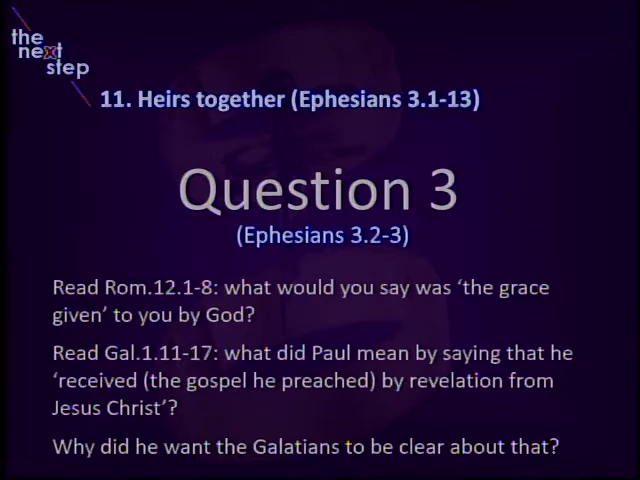 the
next
step
11. Heirs together (Ephesians 3.1-13)
Question 3
(Ephesians 3.2-3)
Read Rom.12.1-8: what would you say was ‘the grace
given’ to you by God?
Read Gal.1.11-17: what did Paul mean by saying that he
‘received (the gospel he preached) by revelation from
Jesus Christ’?
Why did he want the Galatians to be clear about that?